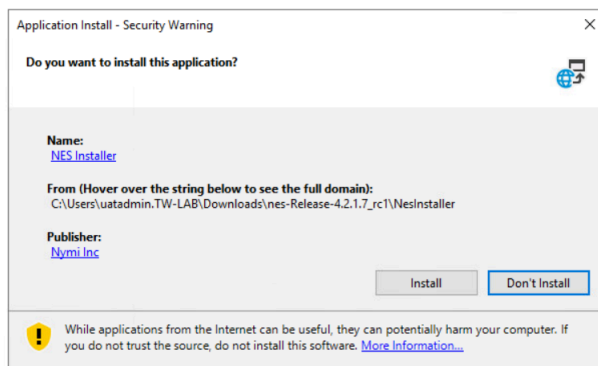 Application Install - Security Warning
Do you want to install this application?
Name:
NES Installer
From (Hover over the string below to see the full domain):
C:\Users\uatadmin.TW-LAB\Downloads\nes-Release-4.2.1.7_rc1\NesInstaller
Publisher:
Nymi Inc
Install
Don't Install
While applications from the Internet can be useful, they can potentially harm your computer. If
you do not trust the source, do not install this software. More Information...